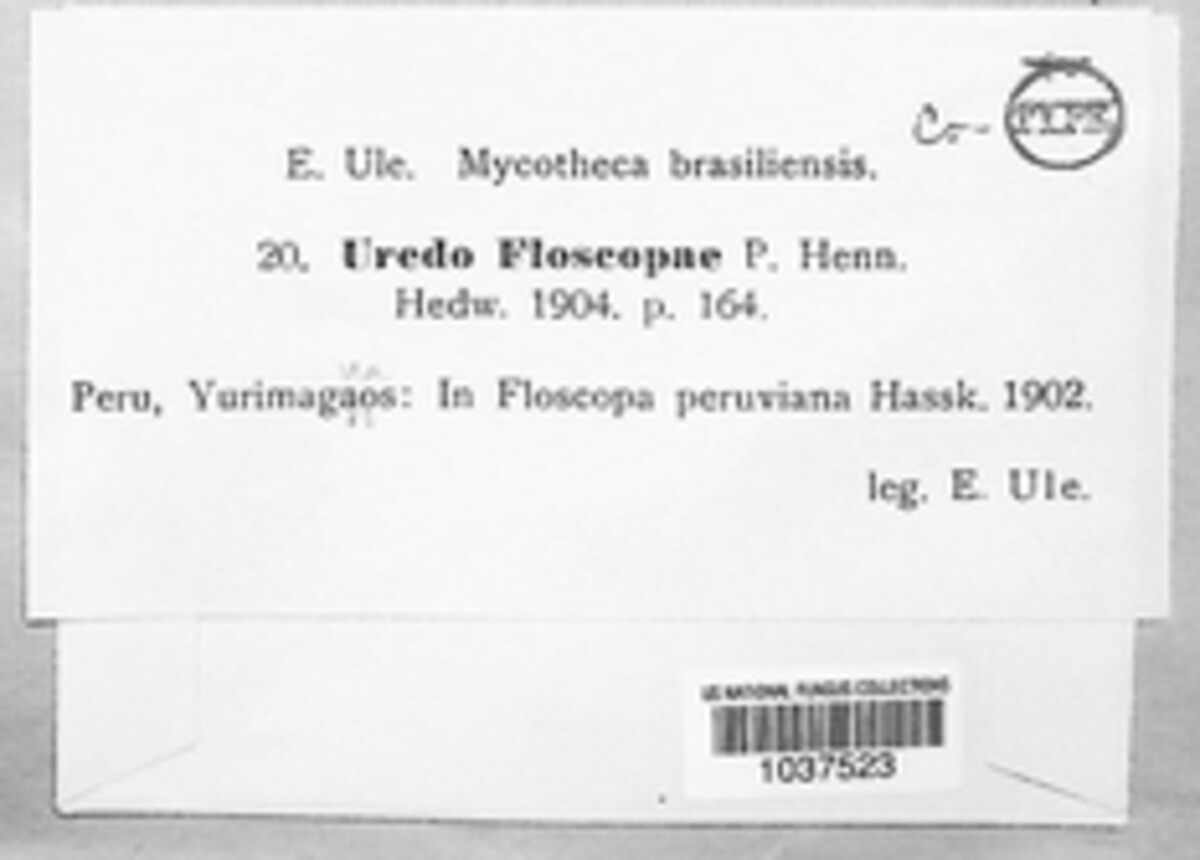 Co- TYPE
E. Ule. Mycotheca brasiliensis.
20. Uredo Floscopae P. Henn.
Hedw. 1904. p. 164.
Peru, Yurimagaos: In Floscopa peruviana Hassk. 1902.
leg. E. Ule.
US NATIONAL FUNGUS COLLECTIONS
1037523